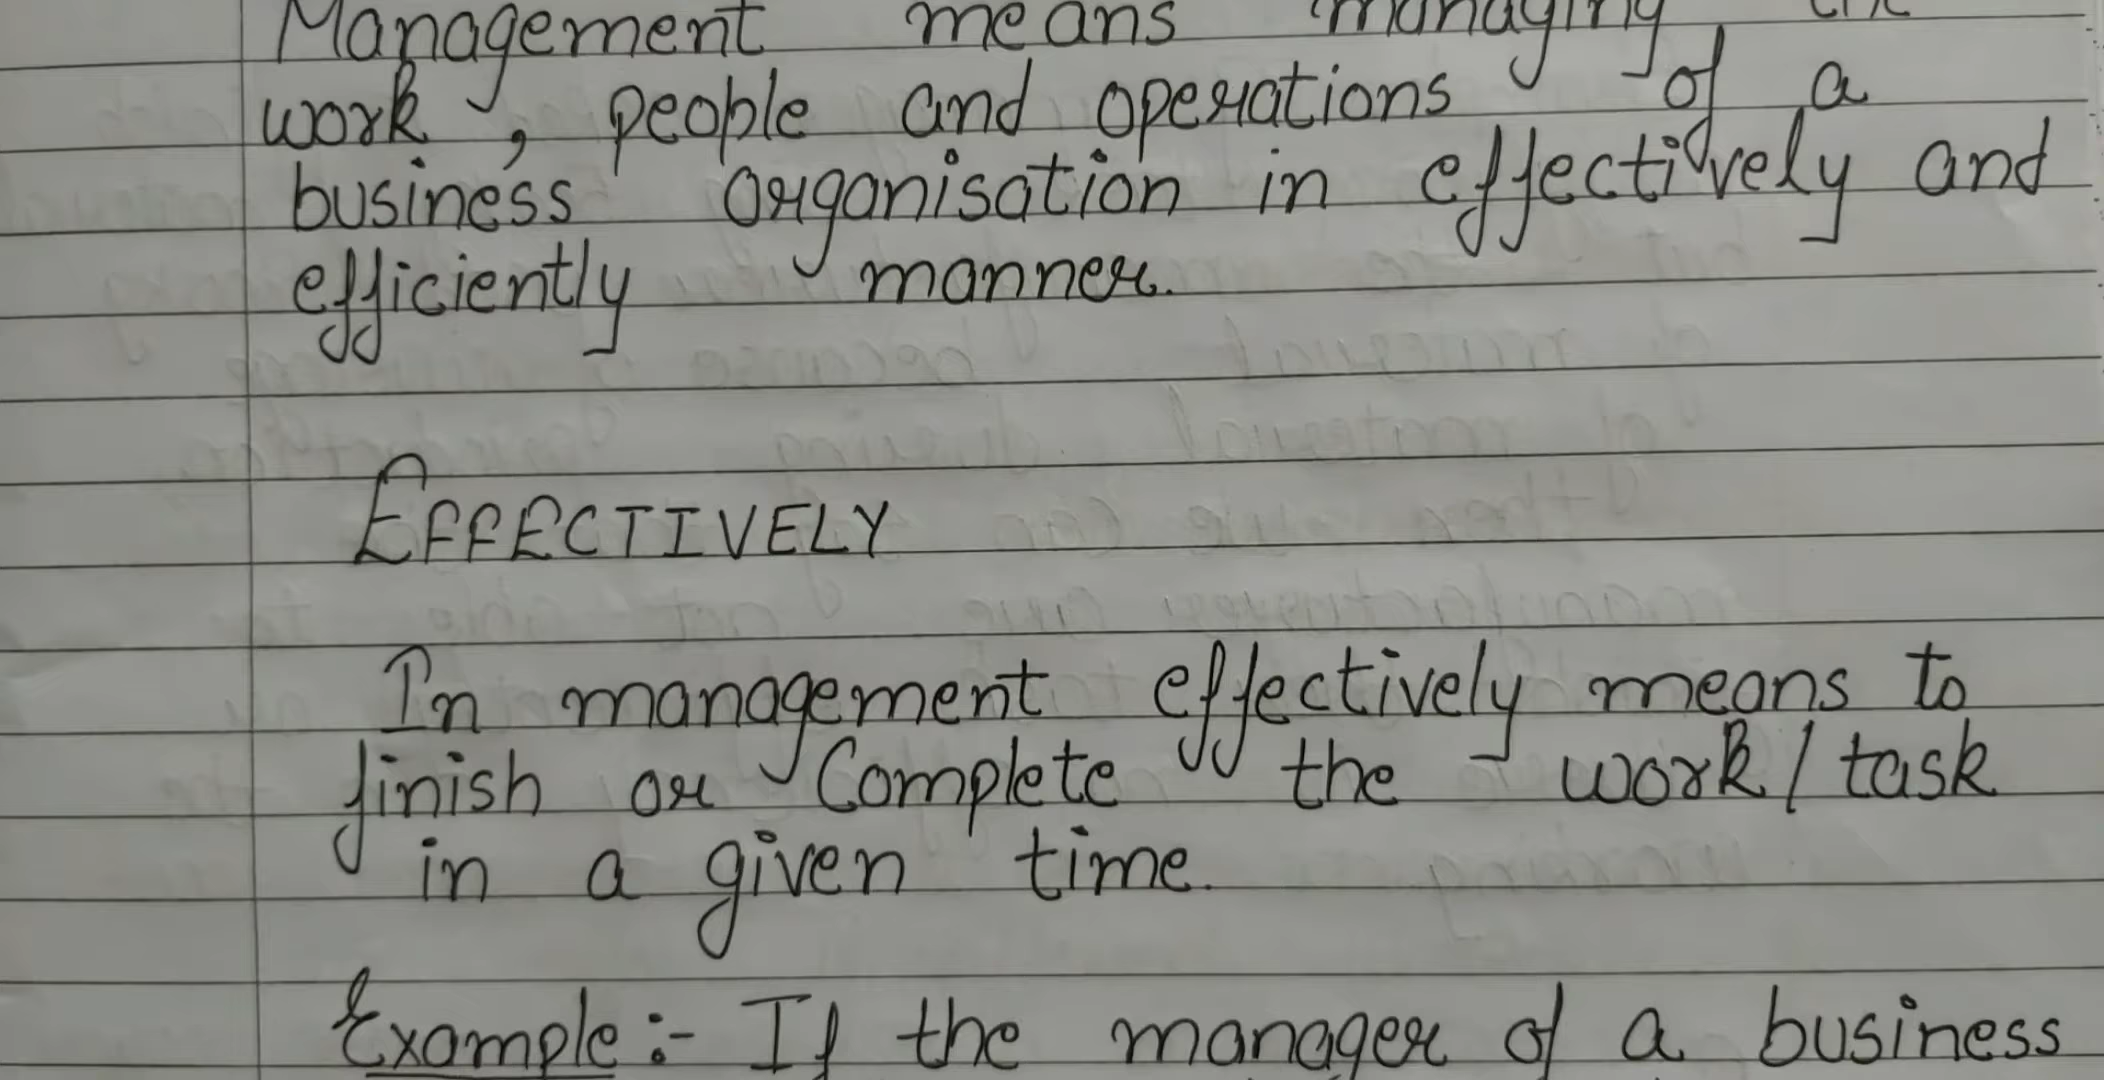 Management means managing the
work, people and operations of a
business organisation in effectively and
efficiently manner.
EFFECTIVELY
In management effectively means to
finish or Complete the work/task
in a given time.
Example:- If the manager of a business